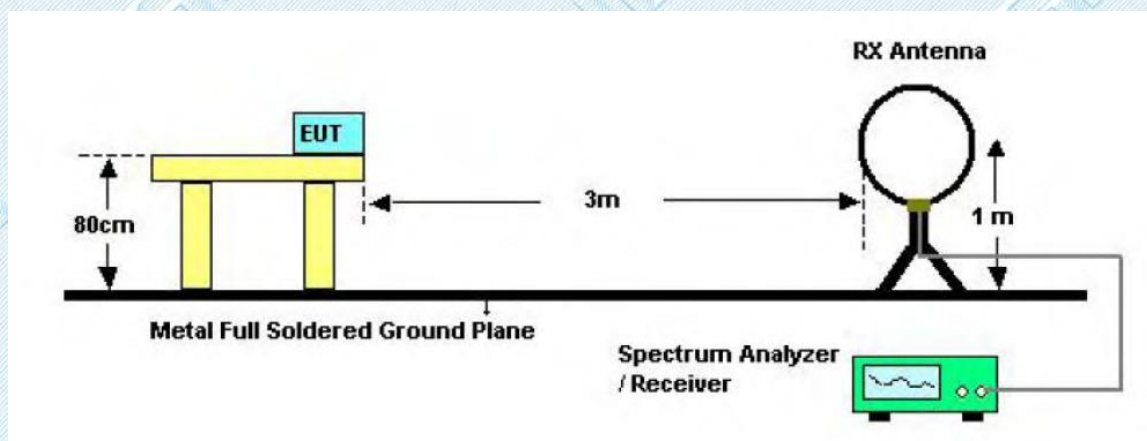 RX Antenna
EUT
3m
80cm
1 m
Metal Full Soldered Ground Plane
Spectrum Analyzer
/ Receiver